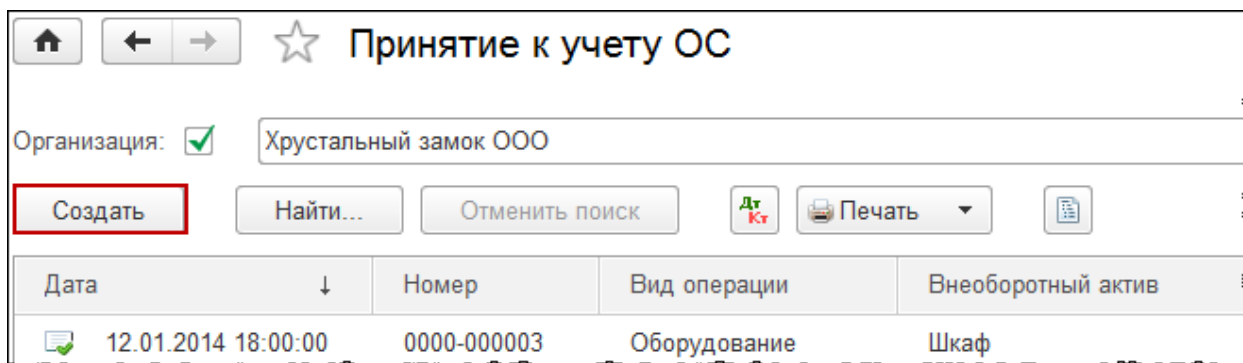 Принятие к учету ОС
Организация: Хрустальный замок ООО
Создать Найти... Отменить поиск Дт Кт Печать
Дата ↓ Номер Вид операции Внеоборотный актив
12.01.2014 18:00:00 0000-000003 Оборудование Шкаф